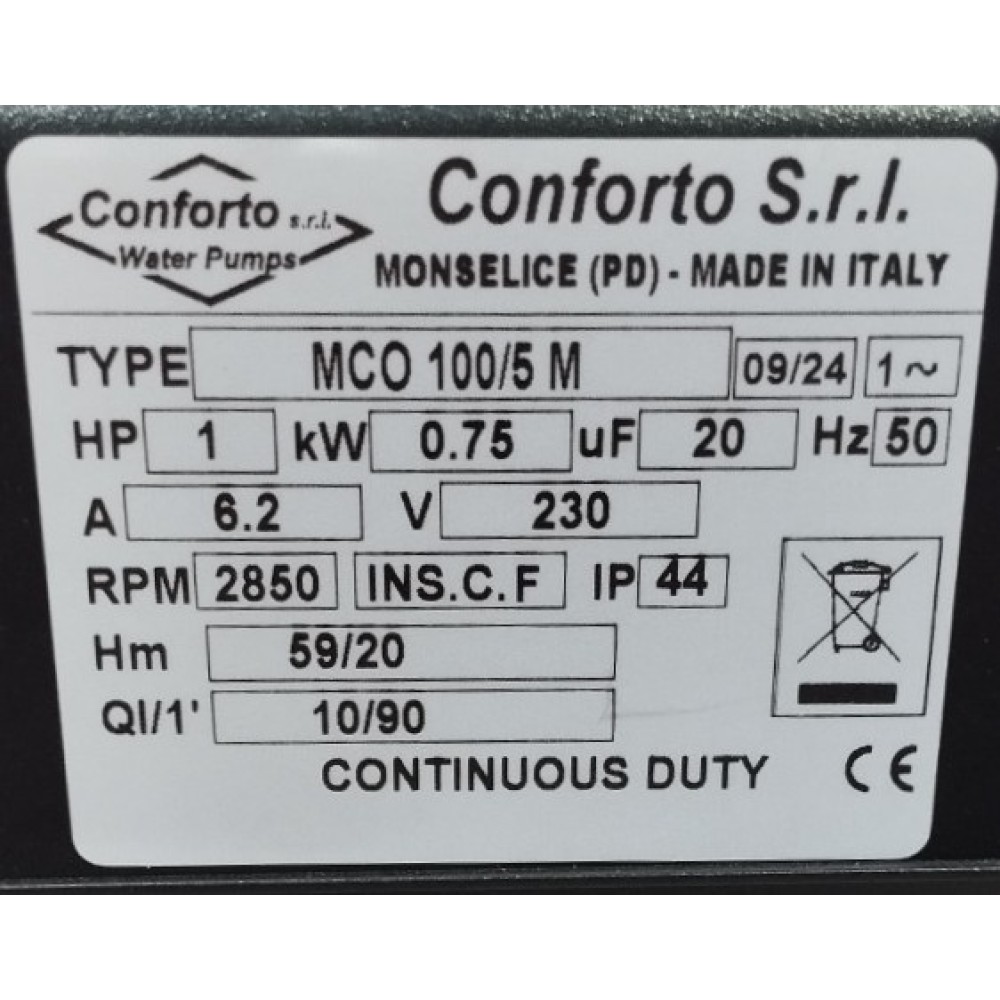 Conforto s.r.l.
Water Pumps
Conforto S.r.l.
MONSELICE (PD) - MADE IN ITALY
TYPE MCO 100/5 M 09/24 1~
HP 1 kW 0.75 uF 20 Hz 50
A 6.2 V 230
RPM 2850 INS.C.F IP 44
Hm 59/20
Ql/1' 10/90
CONTINUOUS DUTY CE